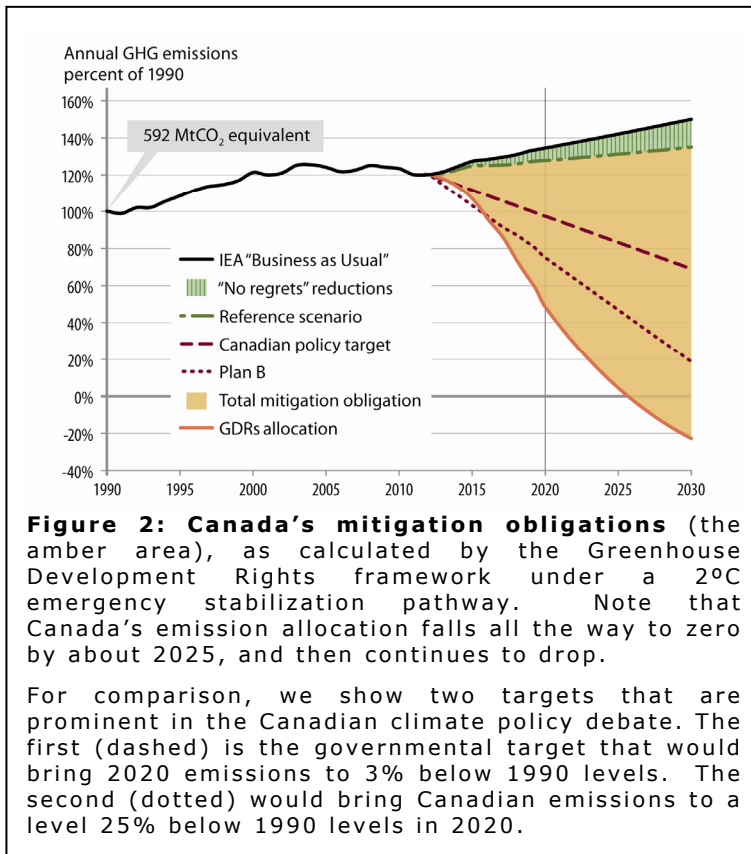 Annual GHG emissions
percent of 1990
160%
140%
120%
100%
80%
60%
40%
20%
0%
-20%
-40%
592 MtCO₂ equivalent
IEA "Business as Usual"
"No regrets" reductions
Reference scenario
Canadian policy target
Plan B
Total mitigation obligation
GDRs allocation
1990 1995 2000 2005 2010 2015 2020 2025 2030
Figure 2: Canada's mitigation obligations (the
amber area), as calculated by the Greenhouse
Development Rights framework under a 2ºC
emergency stabilization pathway. Note that
Canada's emission allocation falls all the way to zero
by about 2025, and then continues to drop.
For comparison, we show two targets that are
prominent in the Canadian climate policy debate. The
first (dashed) is the governmental target that would
bring 2020 emissions to 3% below 1990 levels. The
second (dotted) would bring Canadian emissions to a
level 25% below 1990 levels in 2020.